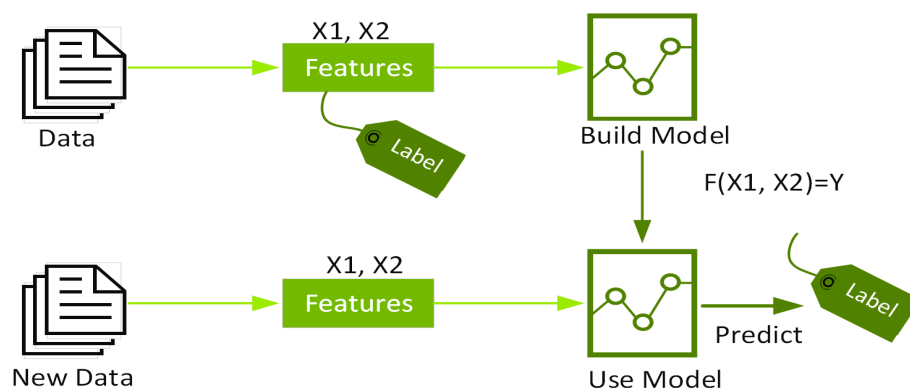 X1, X2
Features
Data
Label
Build Model
F(X1, X2)=Y
X1, X2
Features
Label
Predict
New Data
Use Model